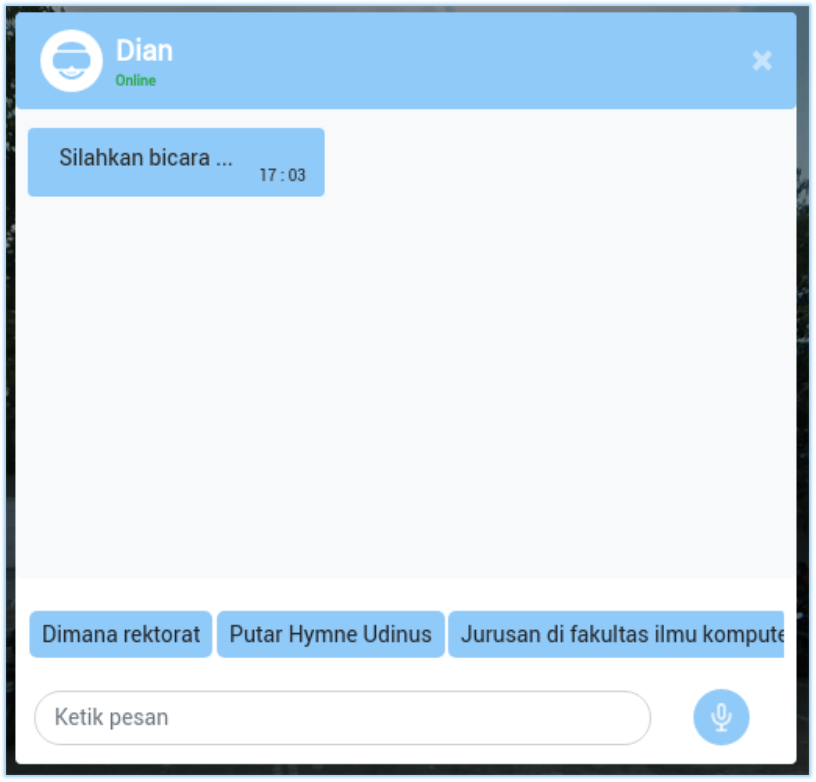 Dian
Online
Silahkan bicara ...
17 : 03
Dimana rektorat
Putar Hymne Udinus
Jurusan di fakultas ilmu kompute
Ketik pesan